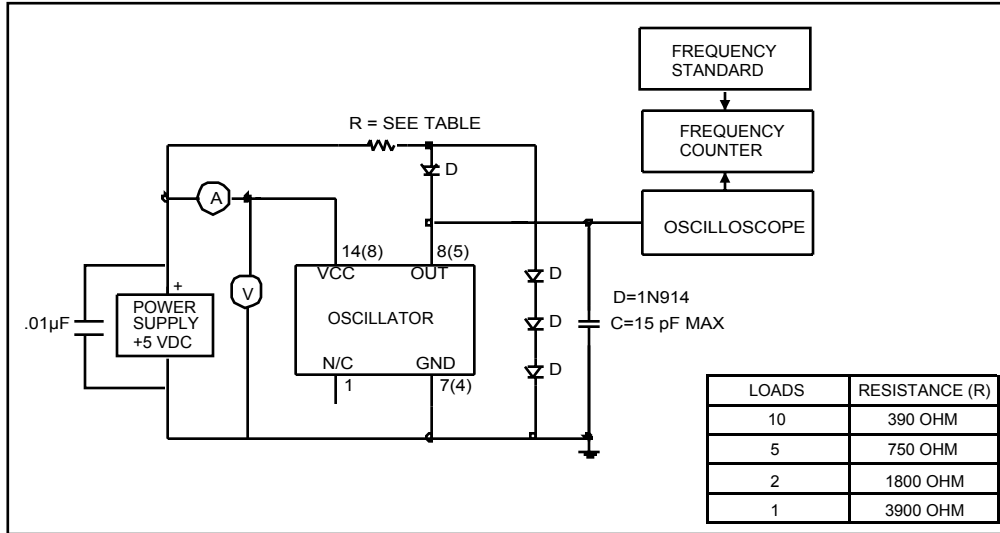 FREQUENCY
STANDARD
R = SEE TABLE
FREQUENCY
COUNTER
D
A
OSCILLOSCOPE
14(8)
8(5)
VCC
OUT
D
+
V
D=1N914
POWER
SUPPLY
+5 VDC
.01µF
OSCILLATOR
D
C=15 pF MAX
N/C
GND
D
1
7(4)
LOADS RESISTANCE (R)
10 390 OHM
5 750 OHM
2 1800 OHM
1 3900 OHM